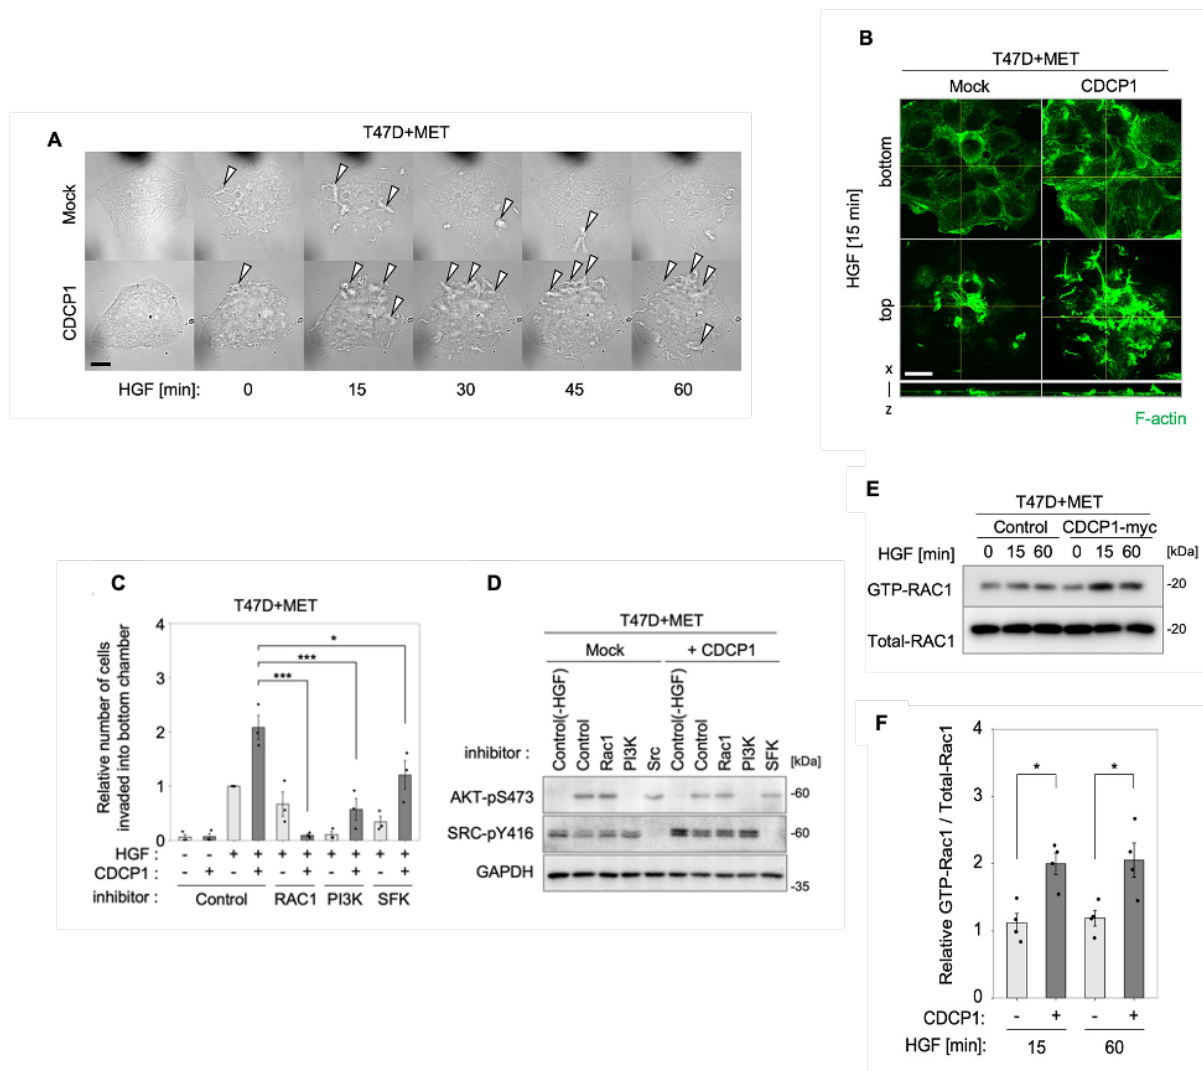 A
T47D+MET
Mock
CDCP1
HGF [min]: 0 15 30 45 60
B
T47D+MET
Mock CDCP1
HGF [15 min]
bottom
top
x
z
F-actin
C
T47D+MET
Relative number of cells
invaded into bottom chamber
4
3
2
1
0
*
***
***
HGF : - - + + + + + + + +
CDCP1 : - + - + - + - + - +
inhibitor : Control RAC1 PI3K SFK
D
T47D+MET
Mock + CDCP1
inhibitor : Control(-HGF) Control Rac1 PI3K Src Control(-HGF) Control Rac1 PI3K SFK [kDa]
AKT-pS473 -60
SRC-pY416 -60
GAPDH
-35
E
T47D+MET
Control CDCP1-myc
HGF [min] 0 15 60 0 15 60 [kDa]
GTP-RAC1 -20
Total-RAC1 -20
F
Relative GTP-Rac1 / Total-Rac1
4
3
2
1
0
* *
CDCP1: - + - +
HGF [min]: 15 60